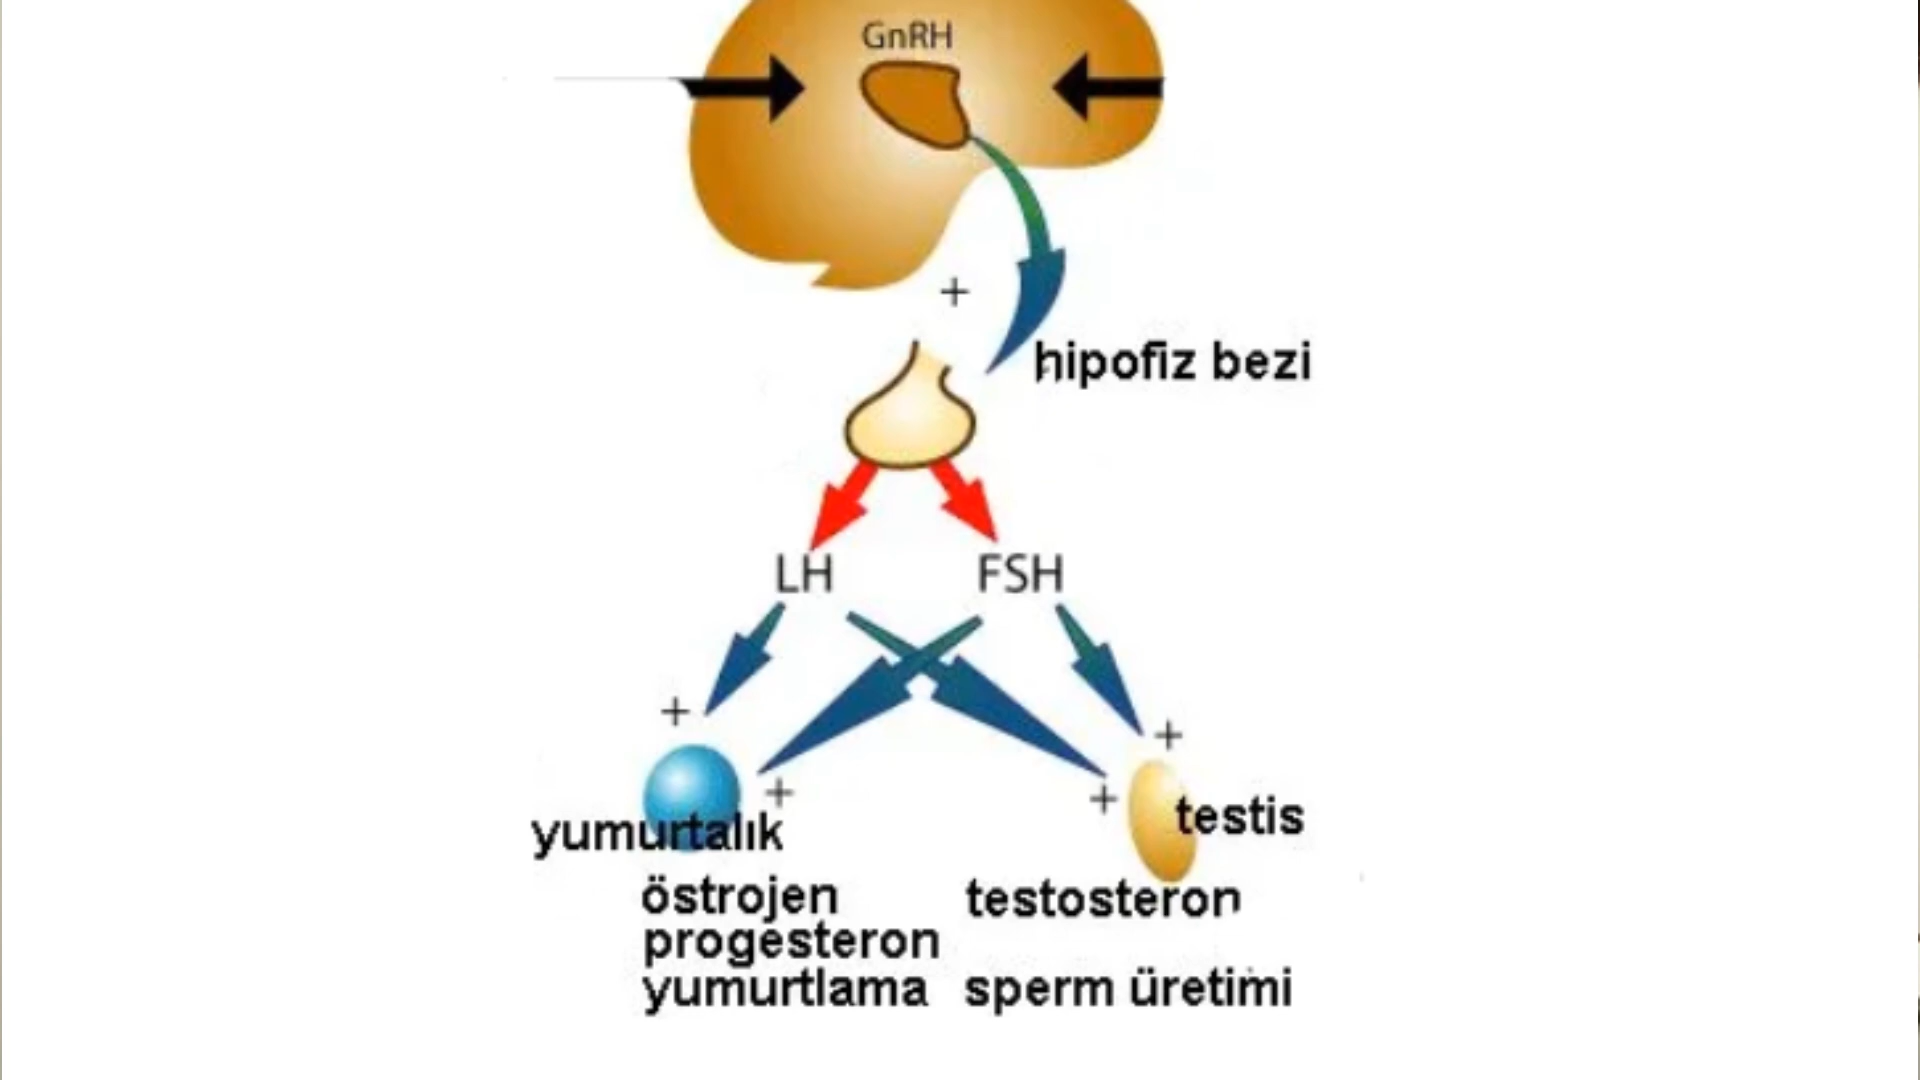 GnRH
+
hipofiz bezi
LH FSH
+ +
+ +
yumurtalık testis
östrojen testosteron
progesteron
yumurtlama sperm üretimi